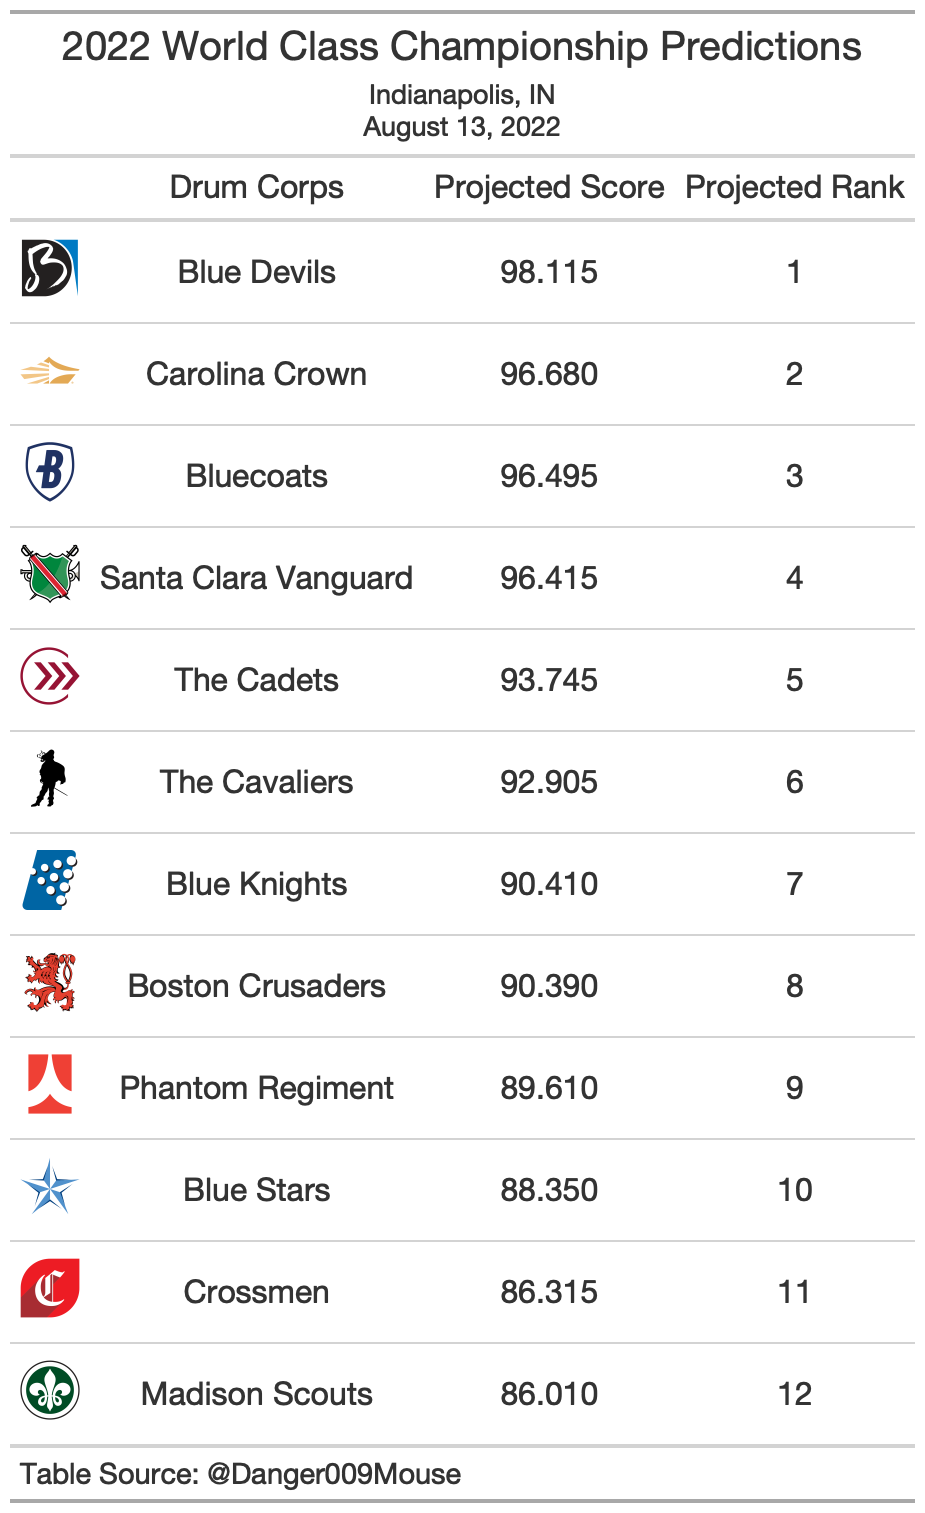 2022 World Class Championship Predictions
Indianapolis, IN
August 13, 2022
Drum Corps Projected Score Projected Rank
B Blue Devils 98.115 1
Carolina Crown 96.680 2
B Bluecoats 96.495 3
Santa Clara Vanguard 96.415 4
The Cadets 93.745 5
The Cavaliers 92.905 6
Blue Knights 90.410 7
Boston Crusaders 90.390 8
Phantom Regiment 89.610 9
Blue Stars 88.350 10
C Crossmen 86.315 11
Madison Scouts 86.010 12
Table Source: @Danger009Mouse